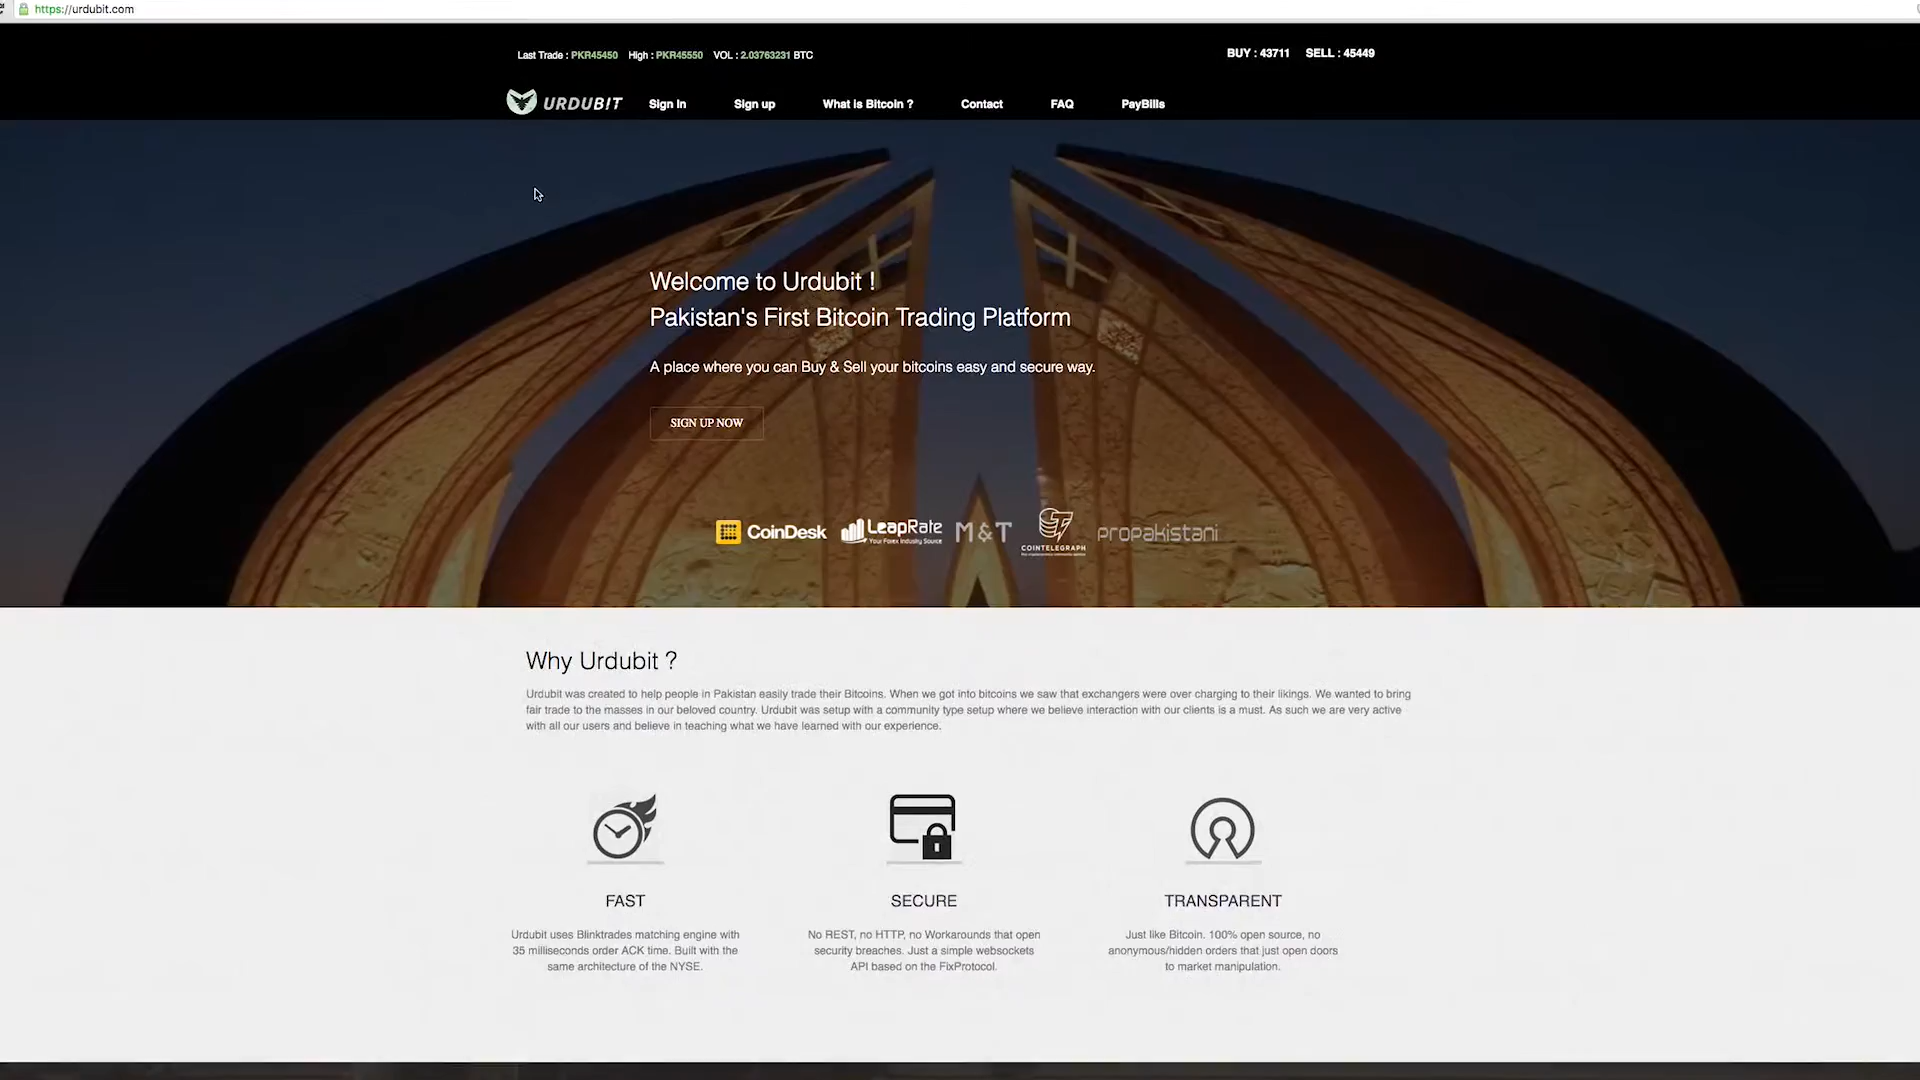 https://urdubit.com
Last Trade : PKR45450 High : PKR45550 VOL : 2.03763231 BTC
BUY : 43711 SELL : 45449
URDUBIT
Sign In
Sign up
What is Bitcoin ?
Contact
FAQ
PayBills
Welcome to Urdubit !
Pakistan's First Bitcoin Trading Platform
A place where you can Buy & Sell your bitcoins easy and secure way.
SIGN UP NOW
CoinDesk
LeapRate
Your Forex Industry Source
M&T
COINTELEGRAPH
propakistani
Why Urdubit ?
Urdubit was created to help people in Pakistan easily trade their Bitcoins. When we got into bitcoins we saw that exchangers were over charging to their likings. We wanted to bring
fair trade to the masses in our beloved country. Urdubit was setup with a community type setup where we believe interaction with our clients is a must. As such we are very active
with all our users and believe in teaching what we have learned with our experience.
FAST
Urdubit uses Blinktrades matching engine with
35 milliseconds order ACK time. Built with the
same architecture of the NYSE.
SECURE
No REST, no HTTP, no Workarounds that open
security breaches. Just a simple websockets
API based on the FixProtocol.
TRANSPARENT
Just like Bitcoin. 100% open source, no
anonymous/hidden orders that just open doors
to market manipulation.